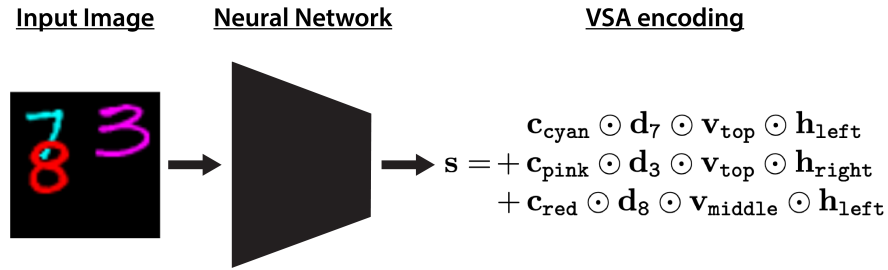 Input Image Neural Network VSA encoding
7 3
8
c_cyan ⊙ d_7 ⊙ v_top ⊙ h_left
s = + c_pink ⊙ d_3 ⊙ v_top ⊙ h_right
+ c_red ⊙ d_8 ⊙ v_middle ⊙ h_left